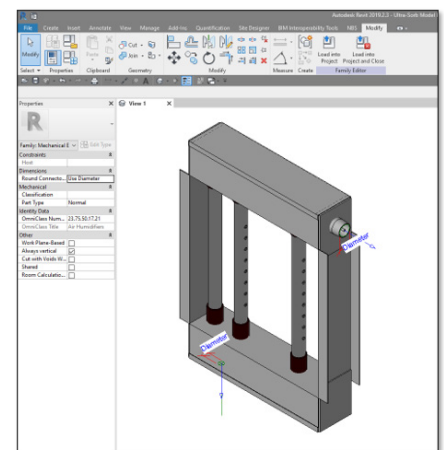 Autodesk Revit 2019.2.3 - Ultra-Sorb Model
File Create Insert Annotate View Manage Add-Ins Quantification Site Designer BIM Interoperability Tools NBS Modify
Modify Paste Cut Join Load into Project Load into Project and Close
Select Properties Clipboard Geometry Modify Measure Create Family Editor
Properties
View 1
Family: Mechanical E Edit Type
Constraints
Host
Dimensions
Round Connecto... Use Diameter
Mechanical
Classification
Part Type Normal
Identity Data
OmniClass Num... 23.75.50.17.21
OmniClass Title Air Humidifiers
Other
Work Plane-Based
Always vertical
Cut with Voids W...
Shared
Room Calculatio...
Diameter
Diameter